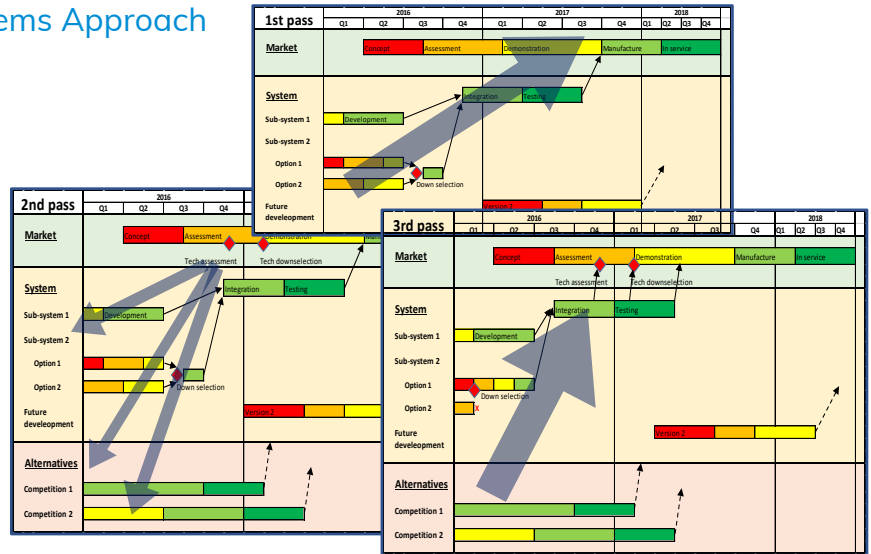 ems Approach
1st pass
2016 2017 2018
Q1 Q2 Q3 Q4 Q1 Q2 Q3 Q4 Q1 Q2 Q3 Q4
Market
Concept Assessment Demonstration Manufacture In service
System
Integration Testing
Sub-system 1 Development
Sub-system 2
Option 1
Option 2 Down selection
Future
develeopment
Version 2
2nd pass
2016
Q1 Q2 Q3 Q4
Market
Concept Assessment Demonstration
Tech assessment Tech downselection
System
Integration Testing
Sub-system 1 Development
Sub-system 2
Option 1
Option 2 Down selection
Future
develeopment
Version 2
Alternatives
Competition 1
Competition 2
3rd pass
2016 2017 2018
Q1 Q2 Q3 Q4 Q1 Q2 Q3 Q4 Q1 Q2 Q3 Q4
Market
Concept Assessment Demonstration Manufacture In service
Tech assessment Tech downselection
System
Integration Testing
Sub-system 1 Development
Sub-system 2
Option 1
Down selection
Option 2 X
Future
develeopment
Version 2
Alternatives
Competition 1
Competition 2